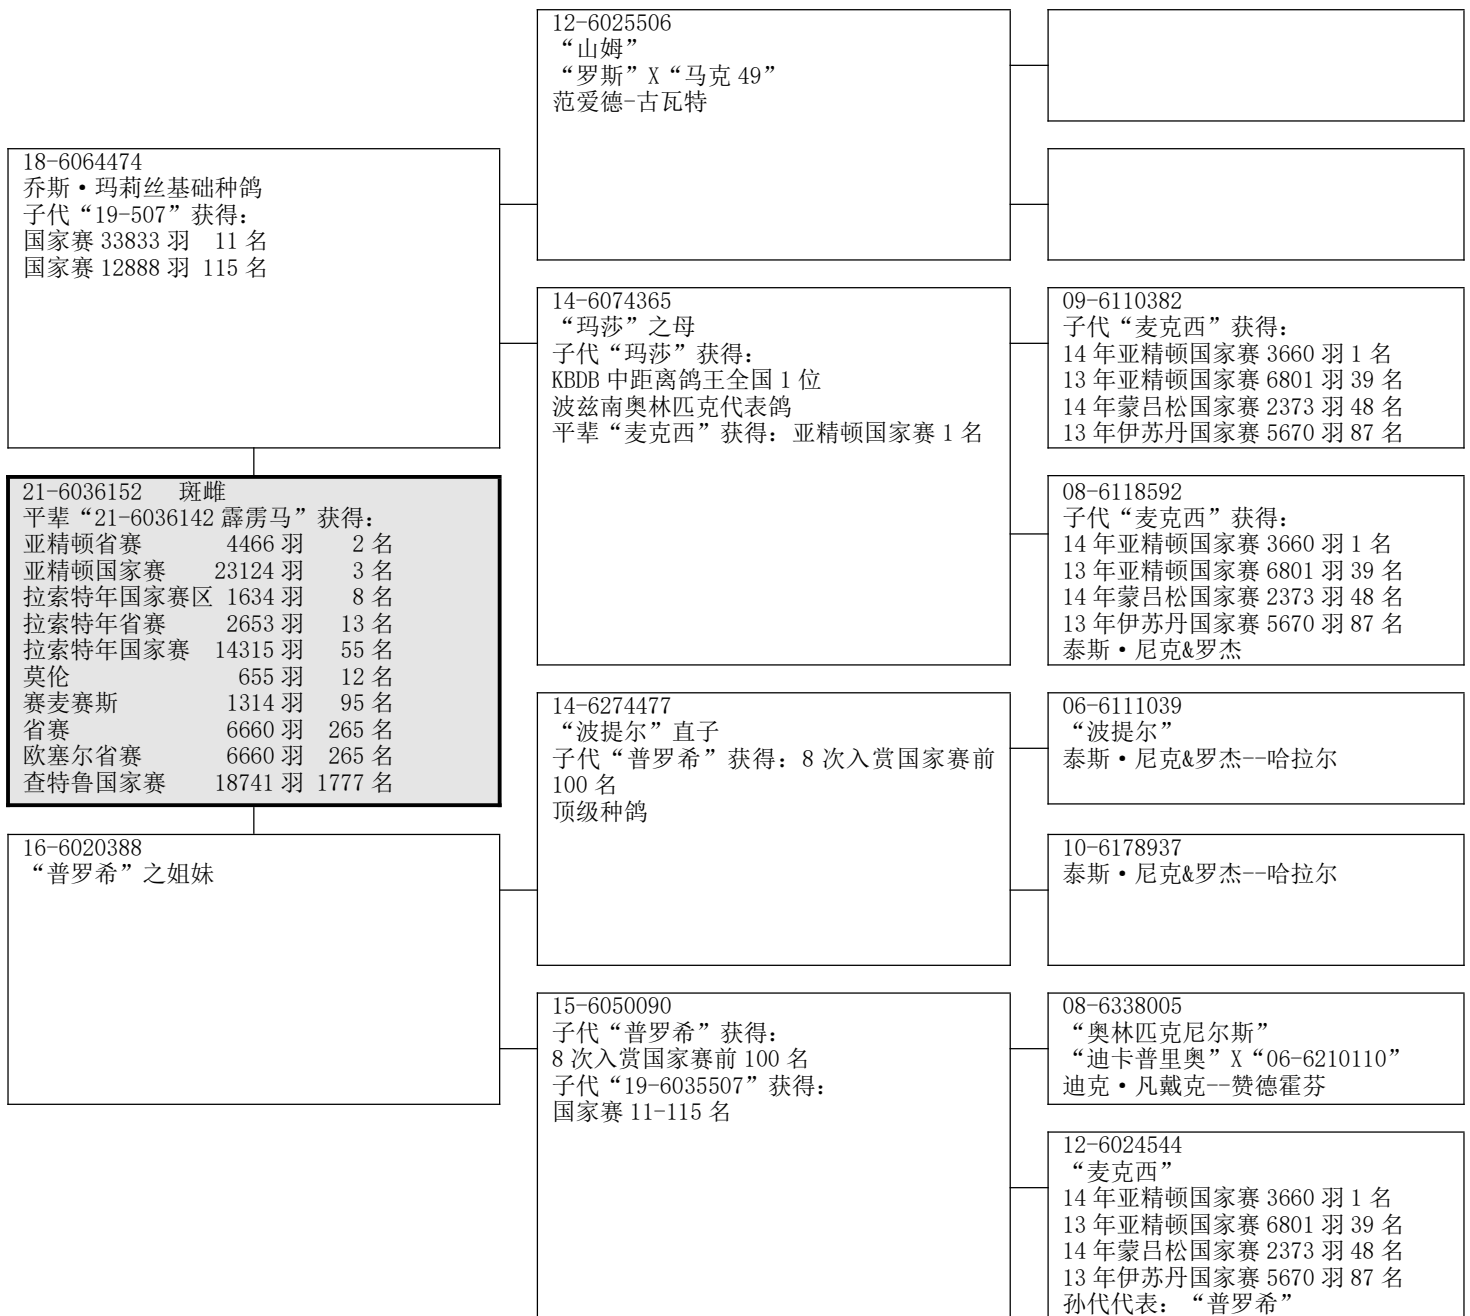 12-6025506
“山姆”
“罗斯”X“马克 49”
范爱德-古瓦特
18-6064474
乔斯·玛莉丝基础种鸽
子代“19-507”获得:
国家赛 33833 羽 11 名
国家赛 12888 羽 115 名
14-6074365
“玛莎”之母
子代“玛莎”获得:
KBDB 中距离鸽王全国 1 位
波兹南奥林匹克代表鸽
平辈“麦克西”获得: 亚精顿国家赛 1 名
09-6110382
子代“麦克西”获得:
14 年亚精顿国家赛 3660 羽 1 名
13 年亚精顿国家赛 6801 羽 39 名
14 年蒙吕松国家赛 2373 羽 48 名
13 年伊苏丹国家赛 5670 羽 87 名
21-6036152 斑雌
平辈“21-6036142 霹雳马”获得:
亚精顿省赛 4466 羽 2 名
亚精顿国家赛 23124 羽 3 名
拉索特年国家赛区 1634 羽 8 名
拉索特年省赛 2653 羽 13 名
拉索特年国家赛 14315 羽 55 名
莫伦 655 羽 12 名
赛麦赛斯 1314 羽 95 名
省赛 6660 羽 265 名
欧塞尔省赛 6660 羽 265 名
查特鲁国家赛 18741 羽 1777 名
08-6118592
子代“麦克西”获得:
14 年亚精顿国家赛 3660 羽 1 名
13 年亚精顿国家赛 6801 羽 39 名
14 年蒙吕松国家赛 2373 羽 48 名
13 年伊苏丹国家赛 5670 羽 87 名
泰斯·尼克&罗杰
14-6274477
“波提尔”直子
子代“普罗希”获得: 8 次入赏国家赛前
100 名
顶级种鸽
06-6111039
“波提尔”
泰斯·尼克&罗杰--哈拉尔
16-6020388
“普罗希”之姐妹
10-6178937
泰斯·尼克&罗杰--哈拉尔
15-6050090
子代“普罗希”获得:
8 次入赏国家赛前 100 名
子代“19-6035507”获得:
国家赛 11-115 名
08-6338005
“奥林匹克尼尔斯”
“迪卡普里奥”X“06-6210110”
迪克·凡戴克--赞德霍芬
12-6024544
“麦克西”
14 年亚精顿国家赛 3660 羽 1 名
13 年亚精顿国家赛 6801 羽 39 名
14 年蒙吕松国家赛 2373 羽 48 名
13 年伊苏丹国家赛 5670 羽 87 名
孙代代表: “普罗希”